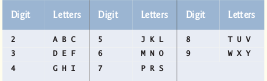 Digit Letters Digit Letters Digit Letters
2 A B C 5 J K L 8 T U V
3 D E F 6 M N O 9 W X Y
4 G H I 7 P R S